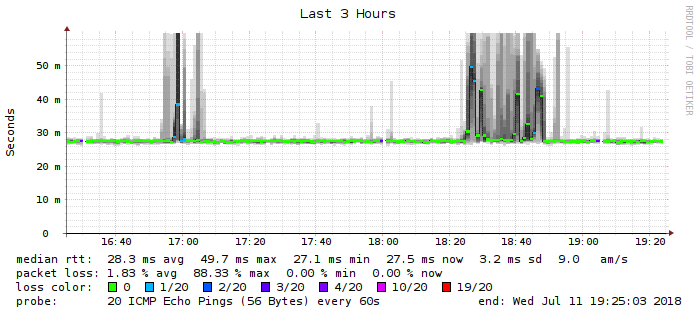 Last 3 Hours
RRDTOOL / TOBI OETIKER
Seconds
50 m
40 m
30 m
20 m
10 m
0
16:40 17:00 17:20 17:40 18:00 18:20 18:40 19:00 19:20
median rtt: 28.3 ms avg 49.7 ms max 27.1 ms min 27.5 ms now 3.2 ms sd 9.0 am/s
packet loss: 1.83 % avg 88.33 % max 0.00 % min 0.00 % now
loss color: 0 1/20 2/20 3/20 4/20 10/20 19/20
probe: 20 ICMP Echo Pings (56 Bytes) every 60s end: Wed Jul 11 19:25:03 2018